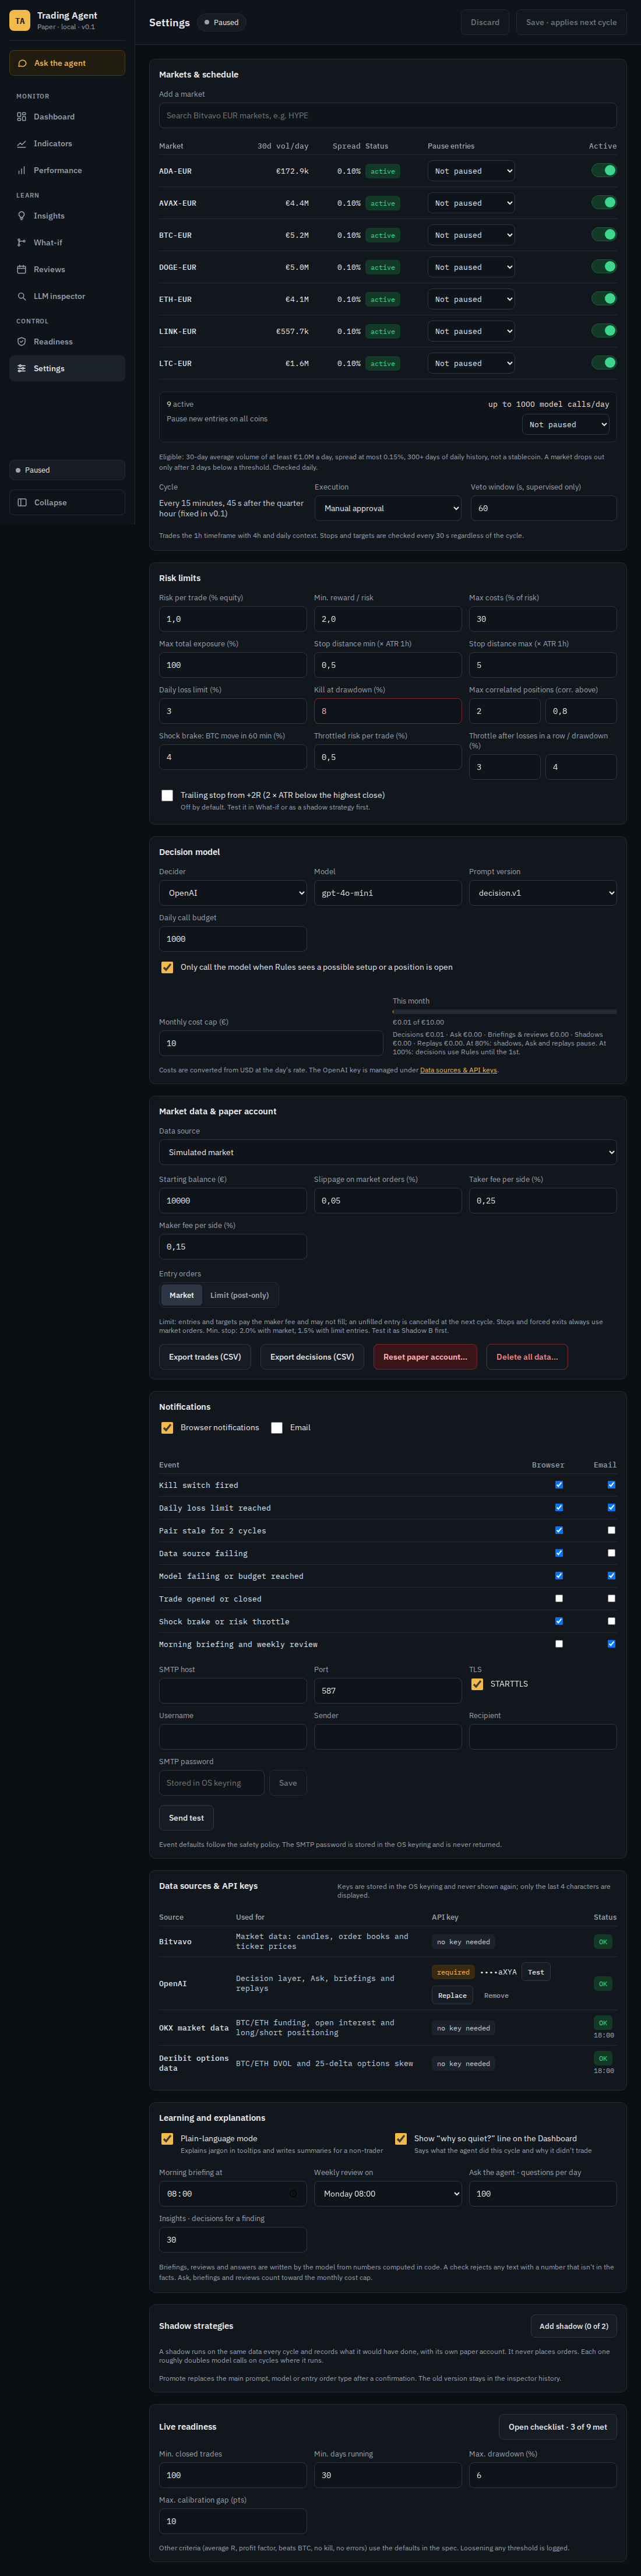 TA
Trading Agent
Paper · local · v0.1
Ask the agent
MONITOR
Dashboard
Indicators
Performance
LEARN
Insights
What-if
Reviews
LLM inspector
CONTROL
Readiness
Settings
Paused
Collapse
Settings
Paused
Discard
Save · applies next cycle
Markets & schedule
Add a market
Search Bitvavo EUR markets, e.g. HYPE
Market 30d vol/day Spread Status Pause entries Active
ADA-EUR €172.9k 0.10% active Not paused
AVAX-EUR €4.4M 0.10% active Not paused
BTC-EUR €5.2M 0.10% active Not paused
DOGE-EUR €5.0M 0.10% active Not paused
ETH-EUR €4.1M 0.10% active Not paused
LINK-EUR €557.7k 0.10% active Not paused
LTC-EUR €1.6M 0.10% active Not paused
9 active up to 1000 model calls/day
Pause new entries on all coins Not paused
Eligible: 30-day average volume of at least €1.0M a day, spread at most 0.15%, 300+ days of daily history, not a stablecoin. A market drops out
only after 3 days below a threshold. Checked daily.
Cycle Execution Veto window (s, supervised only)
Every 15 minutes, 45 s after the quarter
hour (fixed in v0.1)
Manual approval
60
Trades the 1h timeframe with 4h and daily context. Stops and targets are checked every 30 s regardless of the cycle.
Risk limits
Risk per trade (% equity) Min. reward / risk Max costs (% of risk)
1,0 2,0 30
Max total exposure (%) Stop distance min (× ATR 1h) Stop distance max (× ATR 1h)
100 0,5 5
Daily loss limit (%) Kill at drawdown (%) Max correlated positions (corr. above)
3 8 2 0,8
Shock brake: BTC move in 60 min (%) Throttled risk per trade (%) Throttle after losses in a row / drawdown
(%)
4 0,5 3 4
Trailing stop from +2R (2 × ATR below the highest close)
Off by default. Test it in What-if or as a shadow strategy first.
Decision model
Decider Model Prompt version
OpenAI gpt-4o-mini decision.v1
Daily call budget
1000
Only call the model when Rules sees a possible setup or a position is open
This month
€0.01 of €10.00
Monthly cost cap (€)
10
Decisions €0.01 · Ask €0.00 · Briefings & reviews €0.00 · Shadows
€0.00 · Replays €0.00. At 80%: shadows, Ask and replays pause. At
100%: decisions use Rules until the 1st.
Costs are converted from USD at the day's rate. The OpenAI key is managed under Data sources & API keys.
Market data & paper account
Data source
Simulated market
Starting balance (€) Slippage on market orders (%) Taker fee per side (%)
10000 0,05 0,25
Maker fee per side (%)
0,15
Entry orders
Market Limit (post-only)
Limit: entries and targets pay the maker fee and may not fill; an unfilled entry is cancelled at the next cycle. Stops and forced exits always use
market orders. Min. stop: 2.0% with market, 1.5% with limit entries. Test it as Shadow B first.
Export trades (CSV) Export decisions (CSV) Reset paper account... Delete all data...
Notifications
Browser notifications Email
Event Browser Email
Kill switch fired
Daily loss limit reached
Pair stale for 2 cycles
Data source failing
Model failing or budget reached
Trade opened or closed
Shock brake or risk throttle
Morning briefing and weekly review
SMTP host Port TLS
587 STARTTLS
Username Sender Recipient
SMTP password
Stored in OS keyring Save
Send test
Event defaults follow the safety policy. The SMTP password is stored in the OS keyring and is never returned.
Data sources & API keys
Keys are stored in the OS keyring and never shown again; only the last 4 characters are
displayed.
Source Used for API key Status
Bitvavo Market data: candles, order books and
ticker prices no key needed OK
OpenAI Decision layer, Ask, briefings and
replays required ••••aXYA Test Replace Remove OK
OKX market data BTC/ETH funding, open interest and
long/short positioning no key needed OK 18:00
Deribit options
data BTC/ETH DVOL and 25-delta options skew no key needed OK 18:00
Learning and explanations
Plain-language mode
Explains jargon in tooltips and writes summaries for a non-trader
Show "why so quiet?" line on the Dashboard
Says what the agent did this cycle and why it didn't trade
Morning briefing at Weekly review on Ask the agent · questions per day
08:00 Monday 08:00 100
Insights · decisions for a finding
30
Briefings, reviews and answers are written by the model from numbers computed in code. A check rejects any text with a number that isn't in the
facts. Ask, briefings and reviews count toward the monthly cost cap.
Shadow strategies
Add shadow (0 of 2)
A shadow runs on the same data every cycle and records what it would have done, with its own paper account. It never places orders. Each one
roughly doubles model calls on cycles where it runs.
Promote replaces the main prompt, model or entry order type after a confirmation. The old version stays in the inspector history.
Live readiness
Open checklist · 3 of 9 met
Min. closed trades Min. days running Max. drawdown (%)
100 30 6
Max. calibration gap (pts)
10
Other criteria (average R, profit factor, beats BTC, no kill, no errors) use the defaults in the spec. Loosening any threshold is logged.